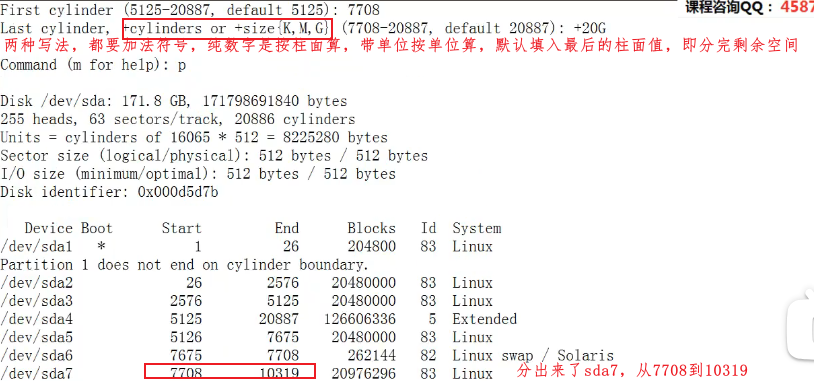 课程咨询QQ: 4587
First cylinder (5125-20887, default 5125): 7708
Last cylinder, +cylinders or +size{K,M,G} (7708-20887, default 20887): +20G
两种写法，都要加法符号，纯数字是按柱面算，带单位按单位算，默认填入最后的柱面值，即分完剩余空间
Command (m for help): p
Disk /dev/sda: 171.8 GB, 171798691840 bytes
255 heads, 63 sectors/track, 20886 cylinders
Units = cylinders of 16065 * 512 = 8225280 bytes
Sector size (logical/physical): 512 bytes / 512 bytes
I/O size (minimum/optimal): 512 bytes / 512 bytes
Disk identifier: 0x000d5d7b
Device Boot Start End Blocks Id System
/dev/sda1 * 1 26 204800 83 Linux
Partition 1 does not end on cylinder boundary.
/dev/sda2 26 2576 20480000 83 Linux
/dev/sda3 2576 5125 20480000 83 Linux
/dev/sda4 5125 20887 126606336 5 Extended
/dev/sda5 5126 7675 20480000 83 Linux
/dev/sda6 7675 7708 262144 82 Linux swap / Solaris
/dev/sda7 7708 10319 20976296 83 Linux 分出来了sda7，从7708到10319